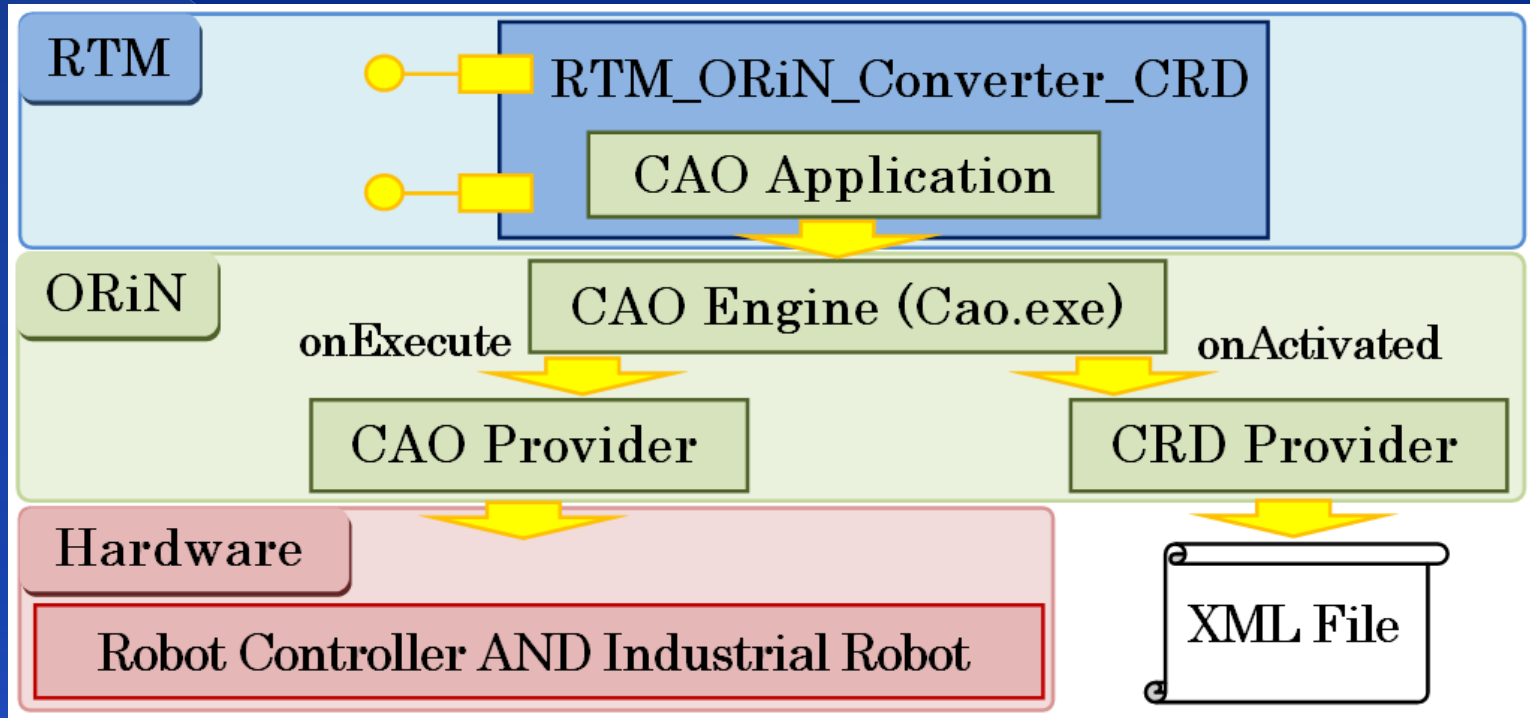 RTM
RTM_ORiN_Converter_CRD
CAO Application
ORiN
CAO Engine (Cao.exe)
onExecute
onActivated
CAO Provider
CRD Provider
Hardware
XML File
Robot Controller AND Industrial Robot